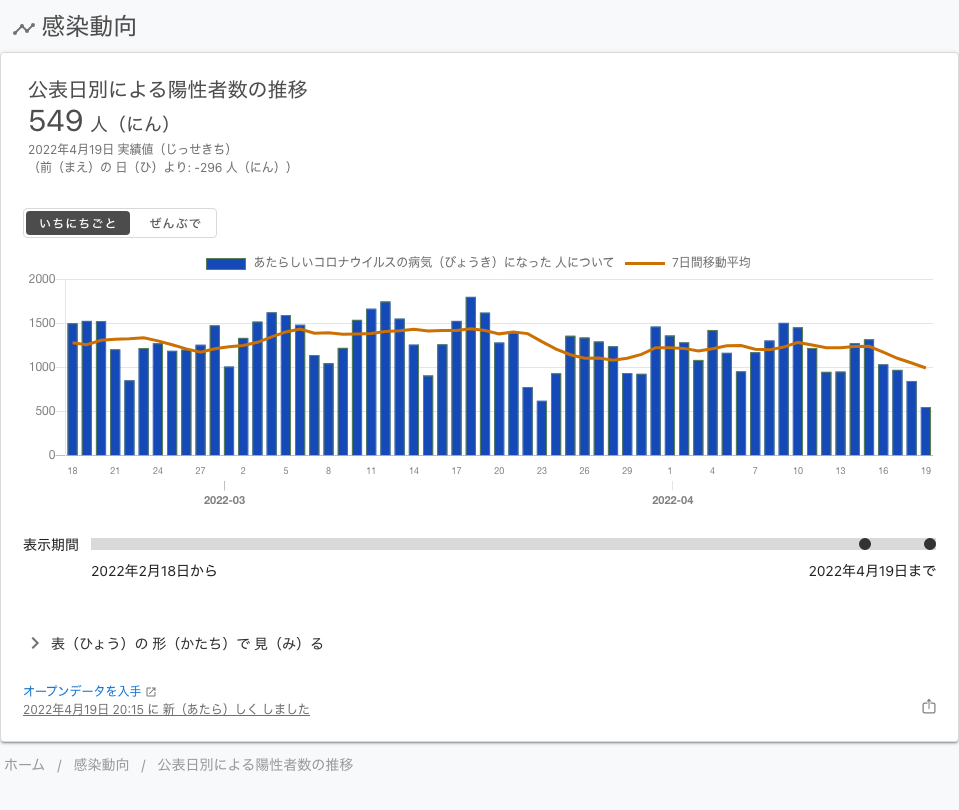 感染動向
公表日別による陽性者数の推移
549 人（にん）
2022年4月19日 実績値（じっせきち）
（前（まえ）の 日（ひ）より: -296 人（にん））
いちにちごと ぜんぶで
あたらしいコロナウイルスの病気（びょうき）になった 人について 7日間移動平均
2000
1500
1000
500
0
18 21 24 27 2 5 8 11 14 17 20 23 26 29 1 4 7 10 13 16 19
2022-03 2022-04
表示期間
2022年2月18日から 2022年4月19日まで
表（ひょう）の 形（かたち）で 見（み）る
オープンデータを入手
2022年4月19日 20:15 に 新（あたら）しく しました
ホーム / 感染動向 / 公表日別による陽性者数の推移